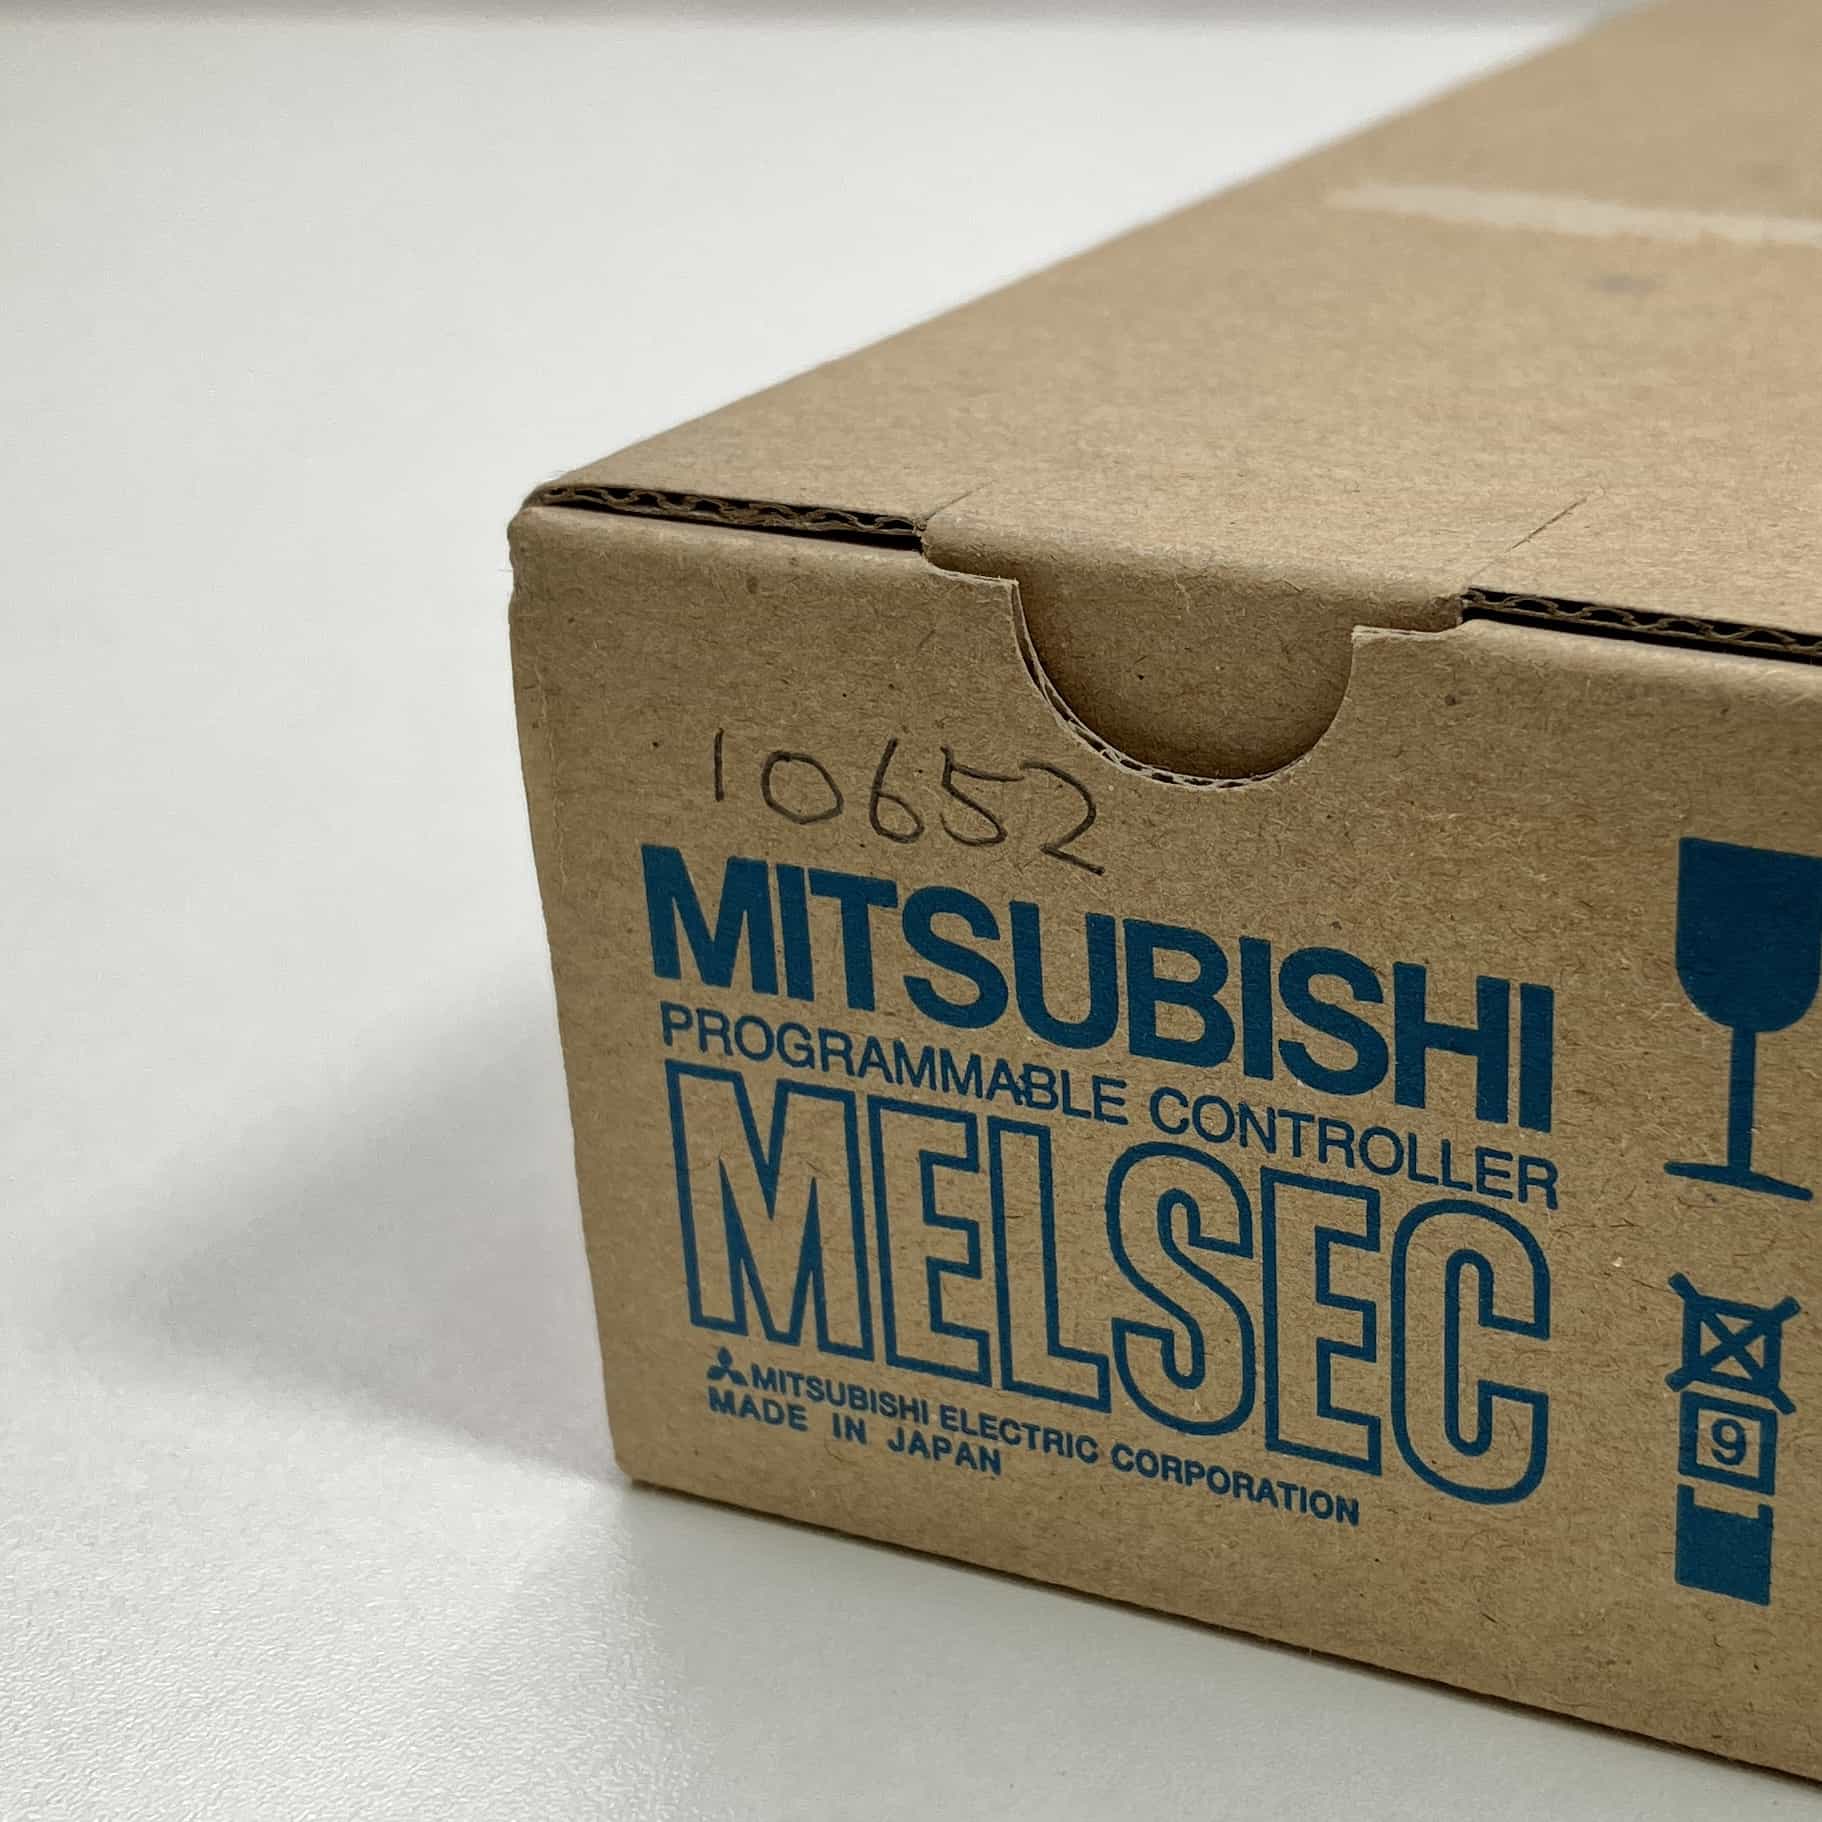 10652
MITSUBISHI
PROGRAMMABLE CONTROLLER
MELSEC
MITSUBISHI ELECTRIC CORPORATION
MADE IN JAPAN
9